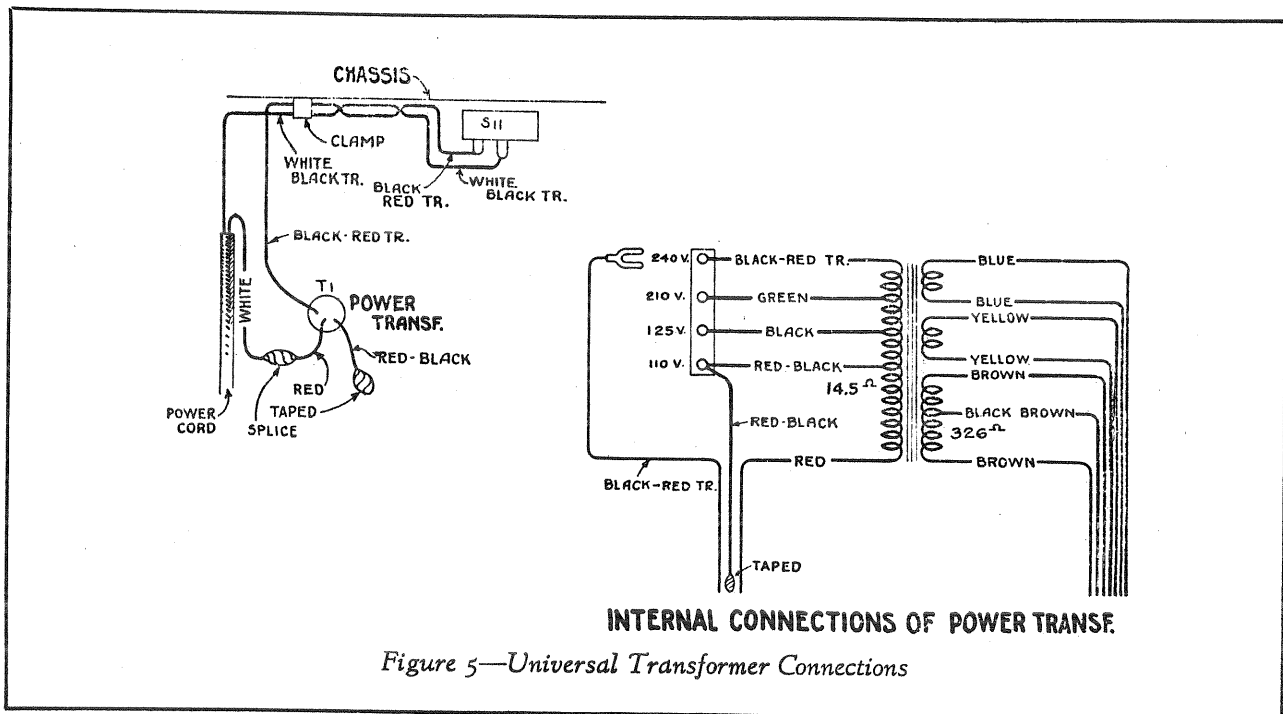 CHASSIS
S11
CLAMP
WHITE
BLACK TR.
BLACK
RED TR.
WHITE
BLACK TR.
BLACK-RED TR.
WHITE
T1
POWER
TRANSF.
RED-BLACK
RED
TAPED
SPLICE
POWER
CORD
240 V.
BLACK-RED TR.
BLUE
210 V.
GREEN
BLUE
125 V.
BLACK
YELLOW
110 V.
RED-BLACK
YELLOW
14.5 Ω
BROWN
RED-BLACK
BLACK BROWN
326 Ω
RED
BROWN
BLACK-RED TR.
TAPED
INTERNAL CONNECTIONS OF POWER TRANSF.
Figure 5—Universal Transformer Connections